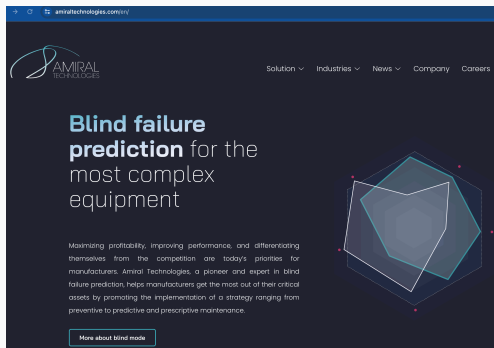 amiraltechnologies.com/en/
AMIRAL
TECHNOLOGIES
Solution Industries News Company Careers
Blind failure
prediction for the
most complex
equipment
Maximizing profitability, improving performance, and differentiating
themselves from the competition are today's priorities for
manufacturers. Amiral Technologies, a pioneer and expert in blind
failure prediction, helps manufacturers get the most out of their critical
assets by promoting the implementation of a strategy ranging from
preventive to predictive and prescriptive maintenance.
More about blind mode